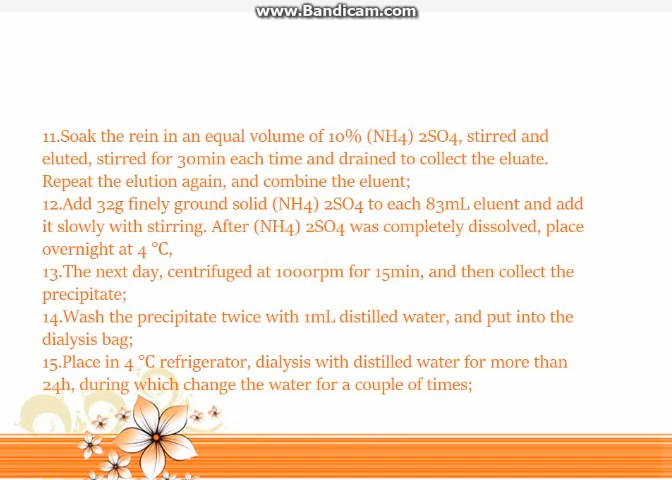 www.Bandicam.com
11.Soak the rein in an equal volume of 10% (NH4) 2SO4, stirred and
eluted, stirred for 30min each time and drained to collect the eluate.
Repeat the elution again, and combine the eluent;
12.Add 32g finely ground solid (NH4) 2SO4 to each 83mL eluent and add
it slowly with stirring. After (NH4) 2SO4 was completely dissolved, place
overnight at 4 ℃,
13.The next day, centrifuged at 1000rpm for 15min, and then collect the
precipitate;
14.Wash the precipitate twice with 1mL distilled water, and put into the
dialysis bag;
15.Place in 4 ℃ refrigerator, dialysis with distilled water for more than
24h, during which change the water for a couple of times;